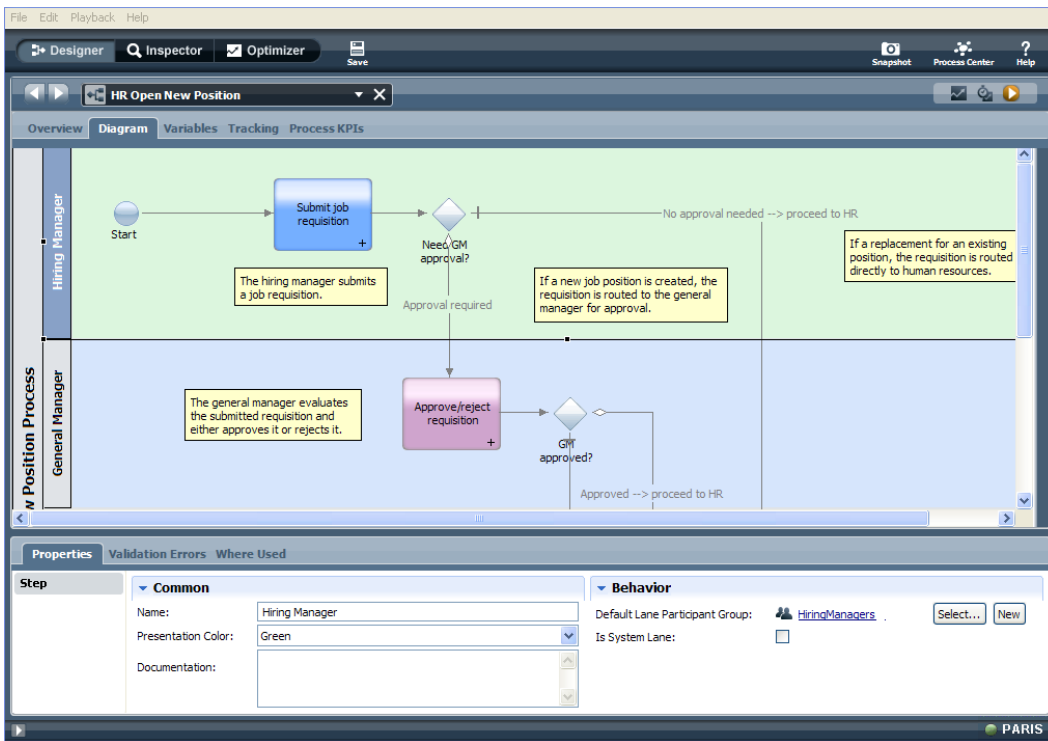 File Edit Playback Help
Designer Inspector Optimizer Save Snapshot Process Center Help
HR Open New Position
Overview Diagram Variables Tracking Process KPIs
Hiring Manager
Start
Submit job
requisition
Need GM
approval?
No approval needed --> proceed to HR
If a replacement for an existing
position, the requisition is routed
directly to human resources.
The hiring manager submits
a job requisition.
Approval required
If a new job position is created, the
requisition is routed to the general
manager for approval.
Position Process
General Manager
The general manager evaluates
the submitted requisition and
either approves it or rejects it.
Approve/reject
requisition
GM
approved?
Approved --> proceed to HR
Properties Validation Errors Where Used
Step
Common
Name: Hiring Manager
Presentation Color: Green
Documentation:
Behavior
Default Lane Participant Group: HiringManagers Select... New
Is System Lane:
PARIS